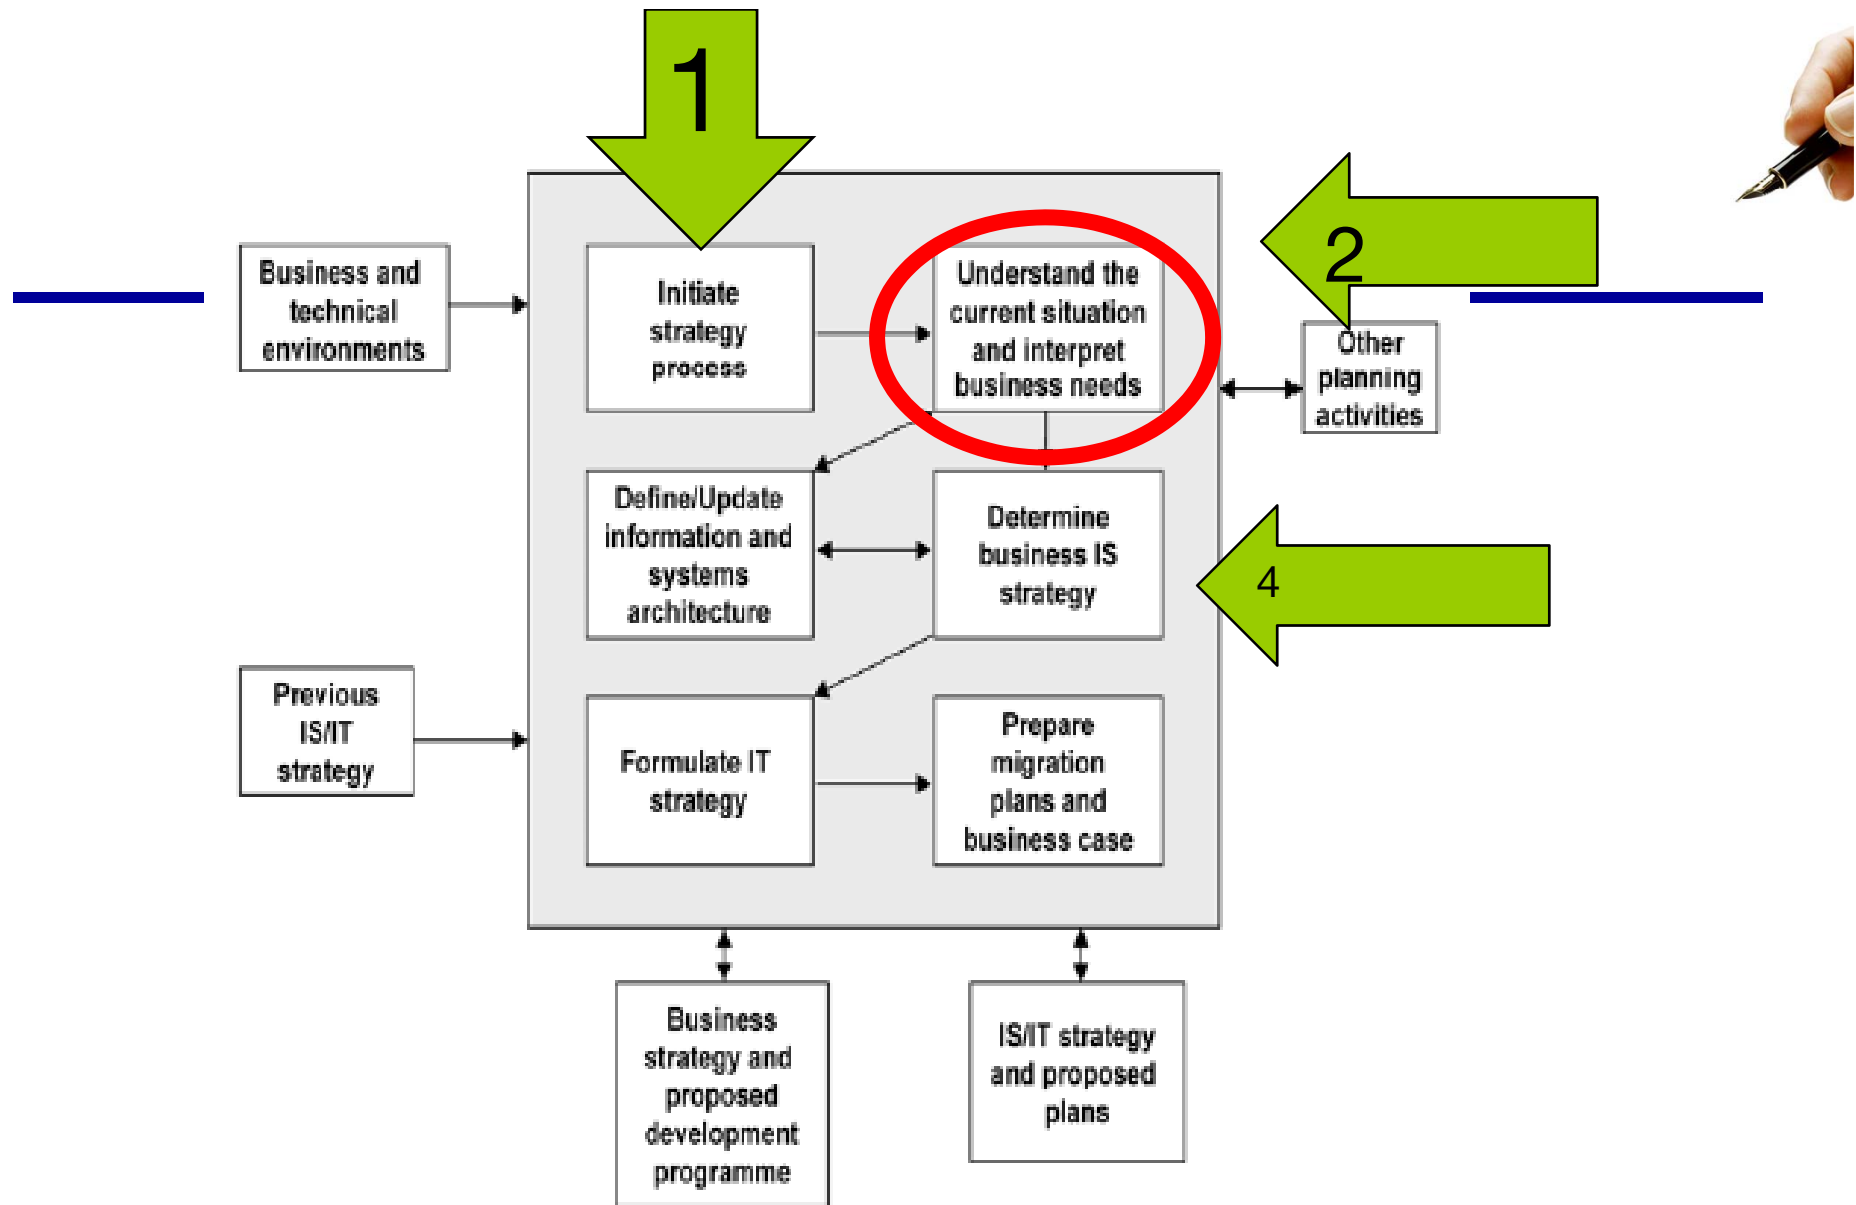 1
2
Business and
technical
environments
Initiate
strategy
process
Understand the
current situation
and interpret
business needs
Other
planning
activities
Define/Update
information and
systems
architecture
Determine
business IS
strategy
4
Previous
IS/IT
strategy
Formulate IT
strategy
Prepare
migration
plans and
business case
Business
strategy and
proposed
development
programme
IS/IT strategy
and proposed
plans